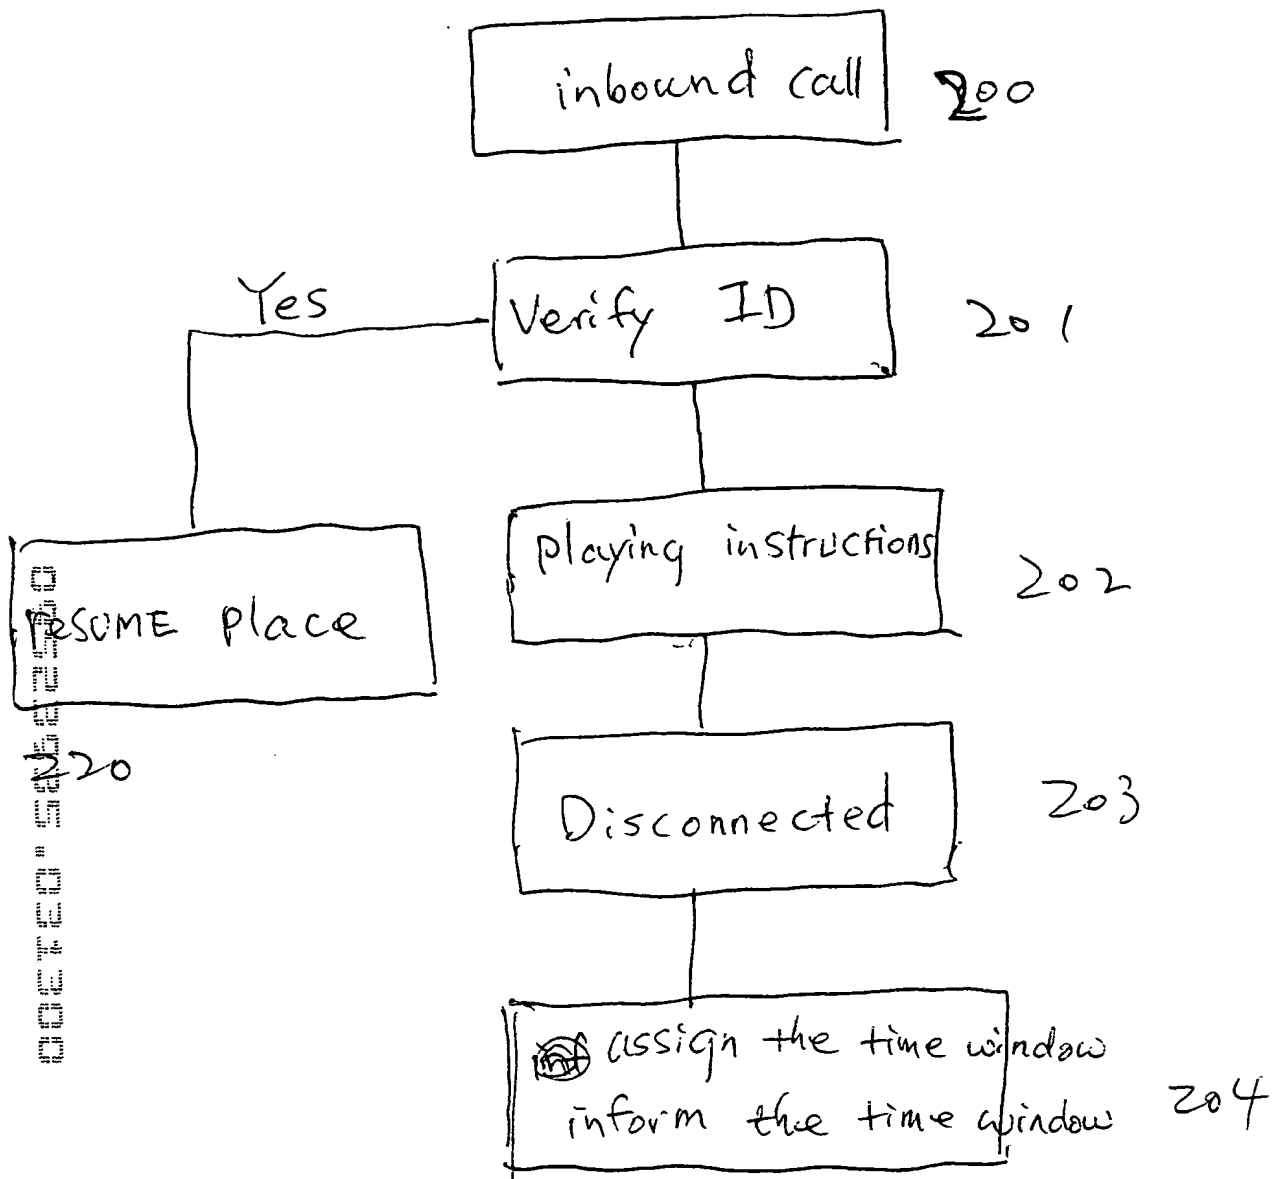 inbound call
200
Yes
Verify ID
201
playing instructions
202
resUME place
220
Disconnected
203
assign the time window
inform the time window
204